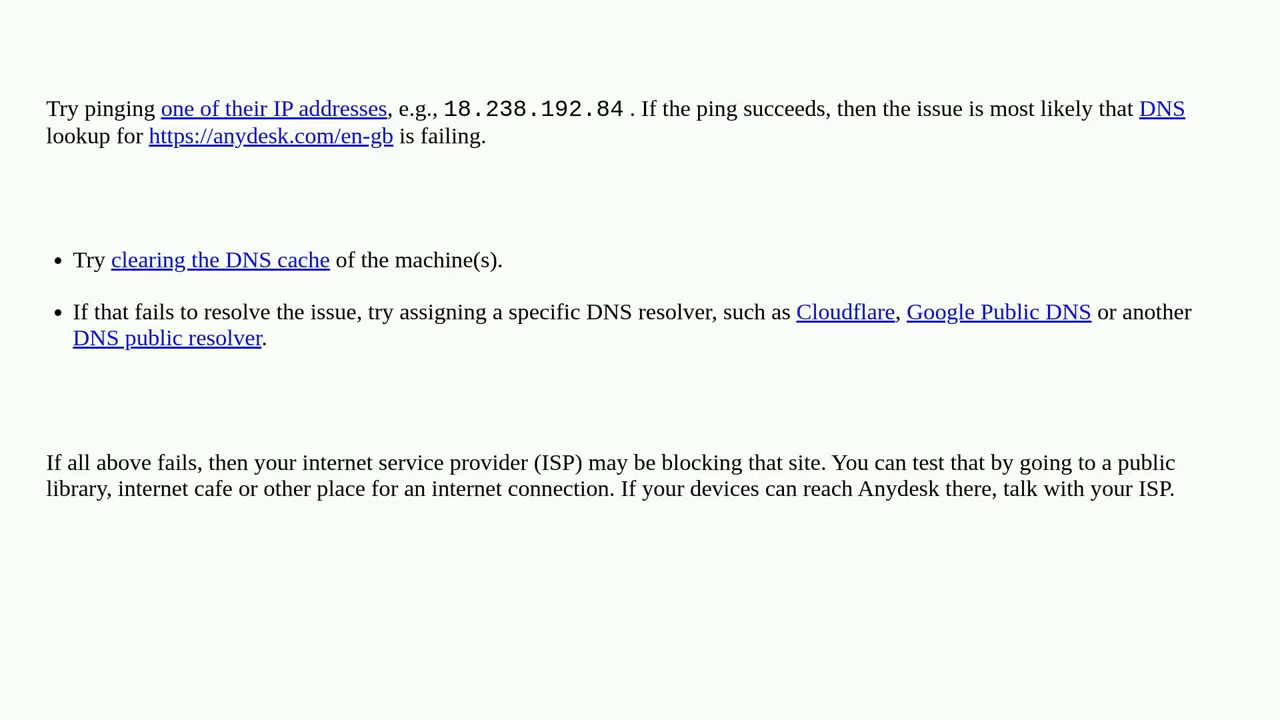 Try pinging one of their IP addresses, e.g., 18.238.192.84 . If the ping succeeds, then the issue is most likely that DNS
lookup for https://anydesk.com/en-gb is failing.
• Try clearing the DNS cache of the machine(s).
• If that fails to resolve the issue, try assigning a specific DNS resolver, such as Cloudflare, Google Public DNS or another
DNS public resolver.
If all above fails, then your internet service provider (ISP) may be blocking that site. You can test that by going to a public
library, internet cafe or other place for an internet connection. If your devices can reach Anydesk there, talk with your ISP.